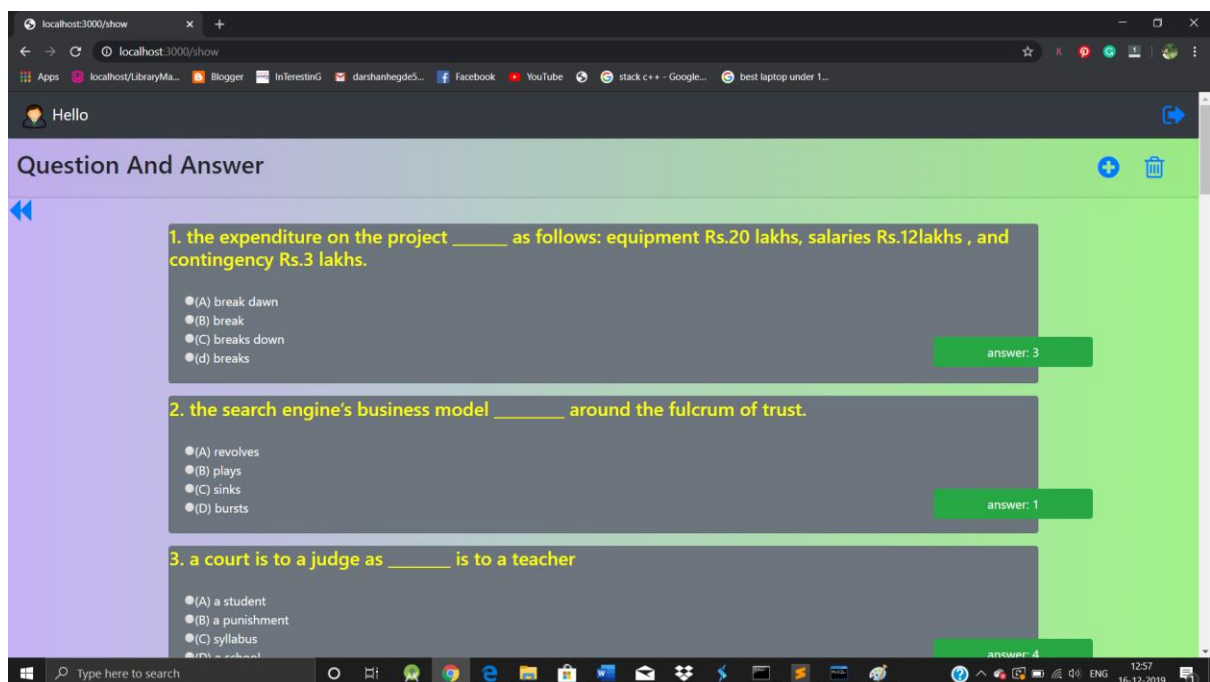 localhost:3000/show
localhost:3000/show
Apps localhost/LibraryMa... Blogger InTerestinG darshanhegde5... Facebook YouTube stack c++ - Google... best laptop under 1...
Hello
Question And Answer
1. the expenditure on the project ______ as follows: equipment Rs.20 lakhs, salaries Rs.12lakhs , and
contingency Rs.3 lakhs.
(A) break dawn
(B) break
(C) breaks down
(d) breaks
answer: 3
2. the search engine's business model ________ around the fulcrum of trust.
(A) revolves
(B) plays
(C) sinks
(D) bursts
answer: 1
3. a court is to a judge as _______ is to a teacher
(A) a student
(B) a punishment
(C) syllabus
(D) a school
answer: 4
Type here to search
ENG
12:57
16-12-2019